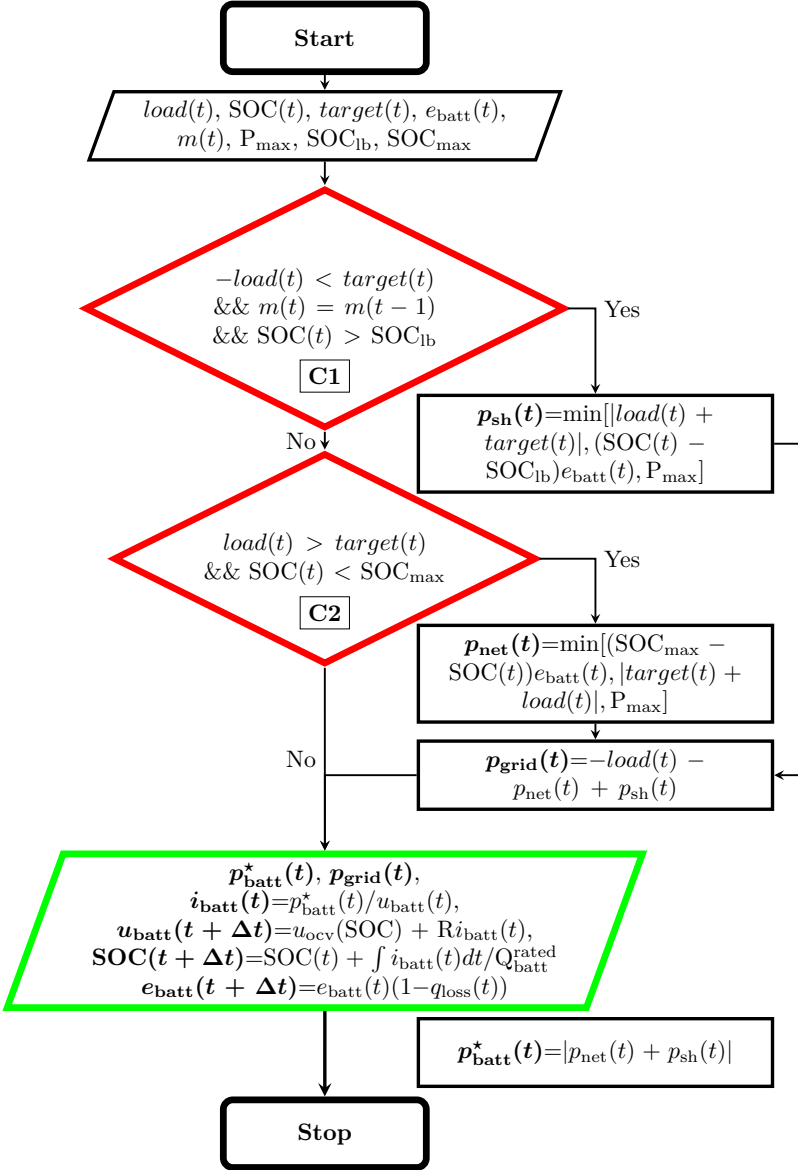 Start
load(t), SOC(t), target(t), e_batt(t),
m(t), P_max, SOC_lb, SOC_max
−load(t) < target(t)
&& m(t) = m(t − 1)
&& SOC(t) > SOC_lb
C1
Yes
p_sh(t)=min[|load(t) +
target(t)|, (SOC(t) −
SOC_lb)e_batt(t), P_max]
No
load(t) > target(t)
&& SOC(t) < SOC_max
C2
Yes
p_net(t)=min[(SOC_max −
SOC(t))e_batt(t), |target(t) +
load(t)|, P_max]
No
p_grid(t)=−load(t) −
p_net(t) + p_sh(t)
p*_batt(t), p_grid(t),
i_batt(t)=p*_batt(t)/u_batt(t),
u_batt(t + Δt)=u_ocv(SOC) + Ri_batt(t),
SOC(t + Δt)=SOC(t) + ∫ i_batt(t)dt/Q^rated_batt
e_batt(t + Δt)=e_batt(t)(1−q_loss(t))
p*_batt(t)=|p_net(t) + p_sh(t)|
Stop